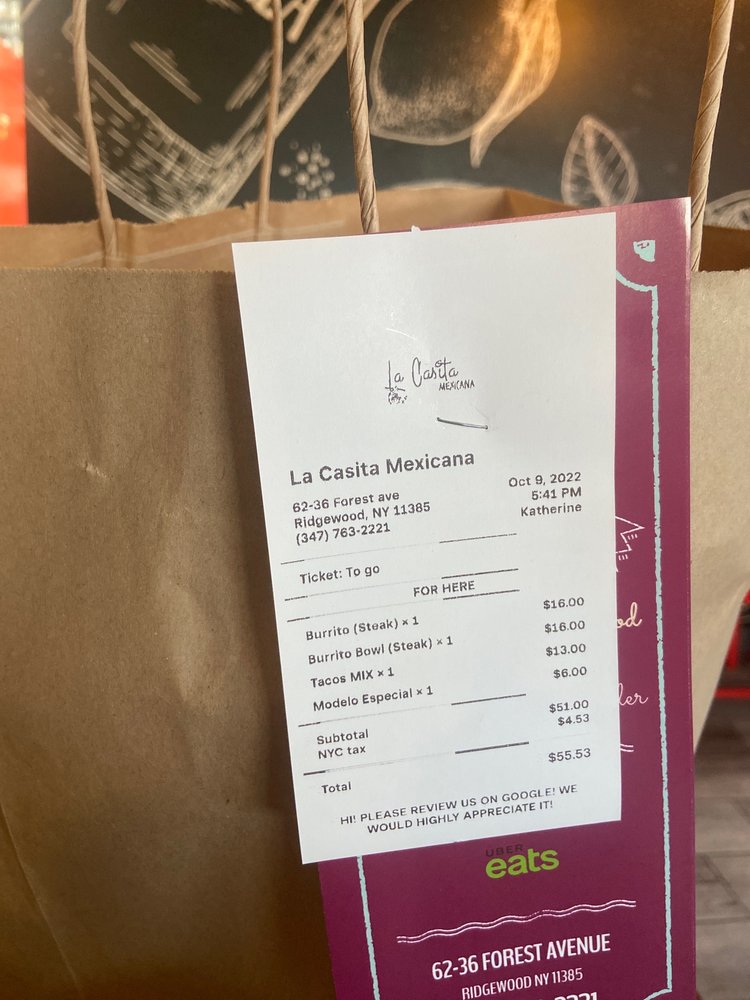 La Casita
MEXICANA
La Casita Mexicana
62-36 Forest ave
Ridgewood, NY 11385
(347) 763-2221
Oct 9, 2022
5:41 PM
Katherine
Ticket: To go
FOR HERE
Burrito (Steak) × 1 $16.00
Burrito Bowl (Steak) × 1 $16.00
Tacos MIX × 1 $13.00
Modelo Especial × 1 $6.00
Subtotal $51.00
NYC tax $4.53
Total $55.53
HI! PLEASE REVIEW US ON GOOGLE! WE
WOULD HIGHLY APPRECIATE IT!
UBER
eats
62-36 FOREST AVENUE
RIDGEWOOD NY 11385